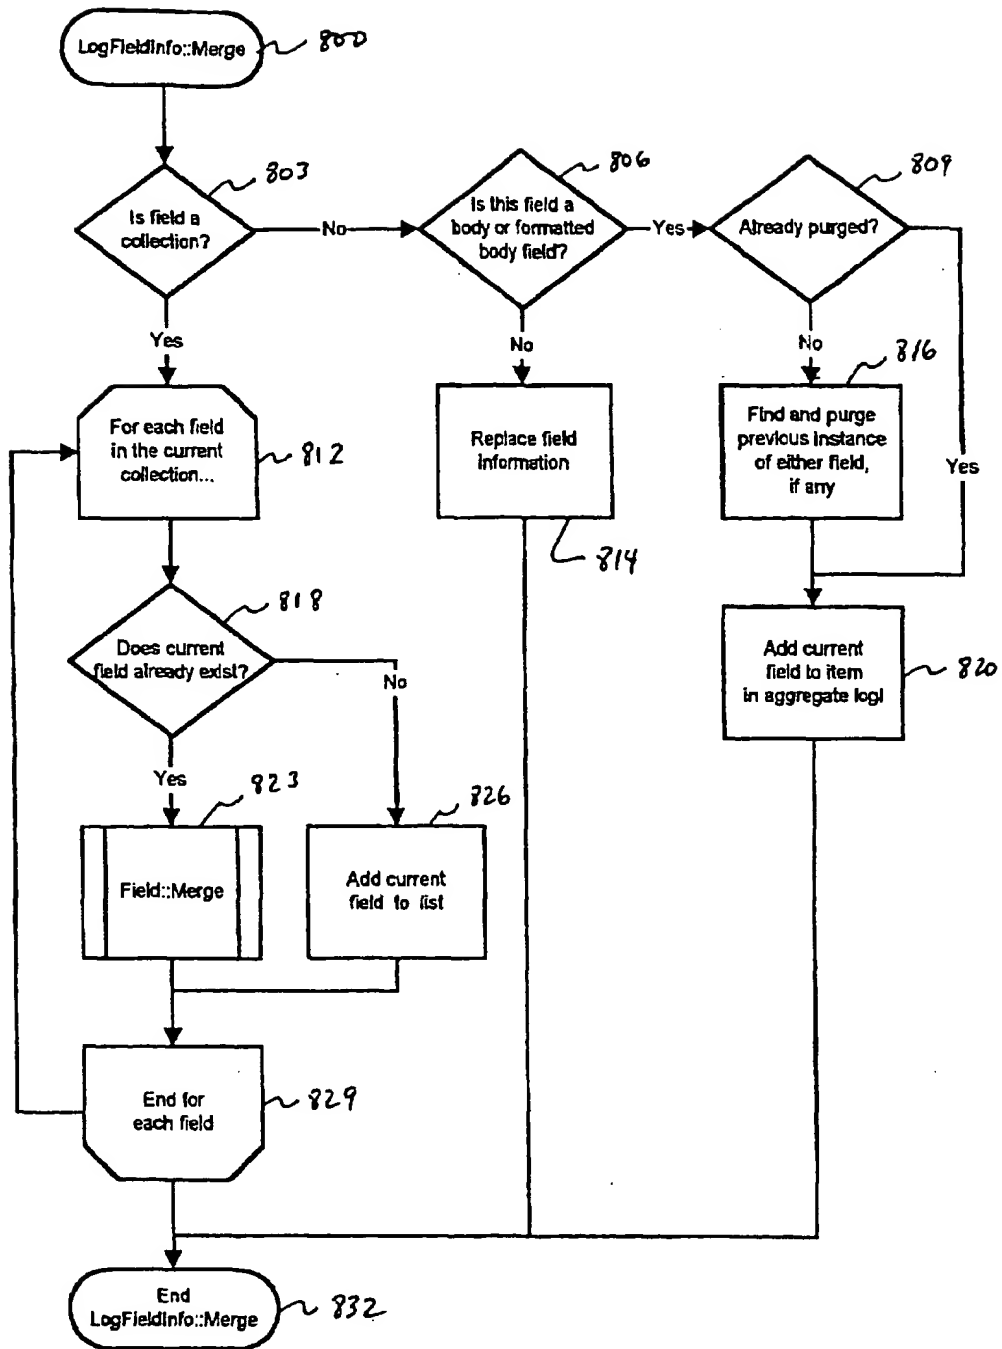 LogFieldInfo::Merge
800
803
Is field a
collection?
No
806
Is this field a
body or formatted
body field?
Yes
809
Already purged?
Yes
No
No
816
Yes
For each field
in the current
collection...
812
Replace field
information
814
Find and purge
previous instance
of either field,
if any
818
Does current
field already exist?
No
Add current
field to item
in aggregate logl
820
Yes
823
826
Field::Merge
Add current
field to list
End for
each field
829
End
LogFieldInfo::Merge
832